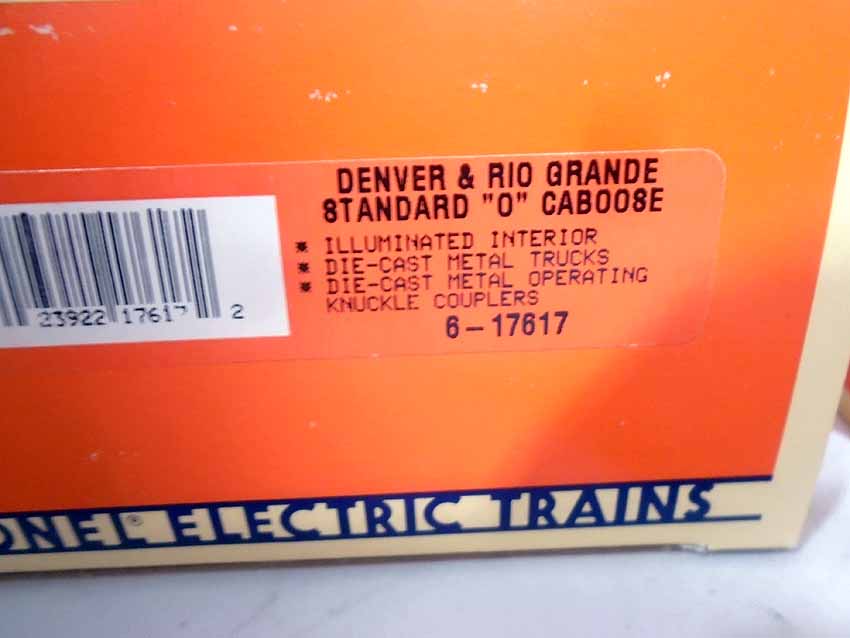 DENVER & RIO GRANDE
STANDARD "O" CABOOSE
* ILLUMINATED INTERIOR
* DIE-CAST METAL TRUCKS
* DIE-CAST METAL OPERATING
KNUCKLE COUPLERS
6-17617
23922 17617 2
ONEL® ELECTRIC TRAINS